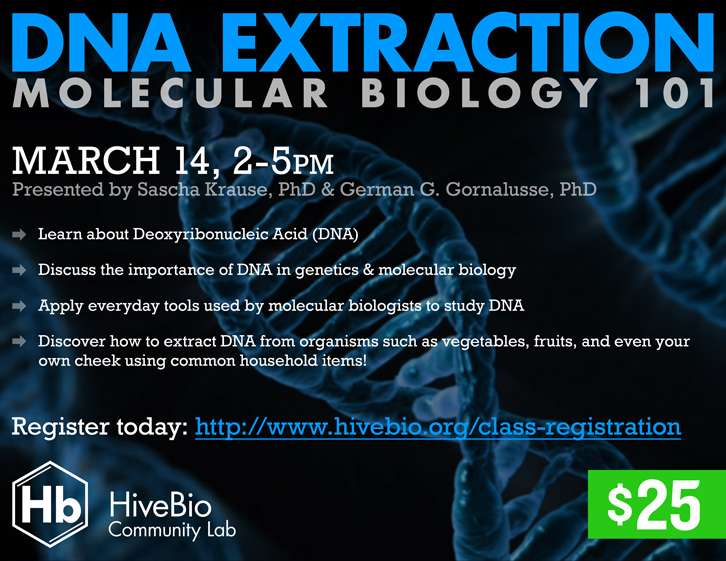 DNA EXTRACTION
MOLECULAR BIOLOGY 101
MARCH 14, 2-5PM
Presented by Sascha Krause, PhD & German G. Gornalusse, PhD
Learn about Deoxyribonucleic Acid (DNA)
Discuss the importance of DNA in genetics & molecular biology
Apply everyday tools used by molecular biologists to study DNA
Discover how to extract DNA from organisms such as vegetables, fruits, and even your
own cheek using common household items!
Register today: http://www.hivebio.org/class-registration
Hb
HiveBio
Community Lab
$25